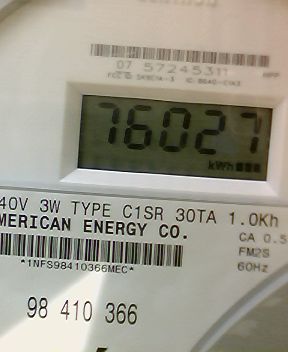 07 57245311
76027
kWh
40V 3W TYPE C1SR 30TA 1.0Kh
MERICAN ENERGY CO.
CA 0.5
FM2S
60Hz
*1NFS98410366MEC*
98 410 366